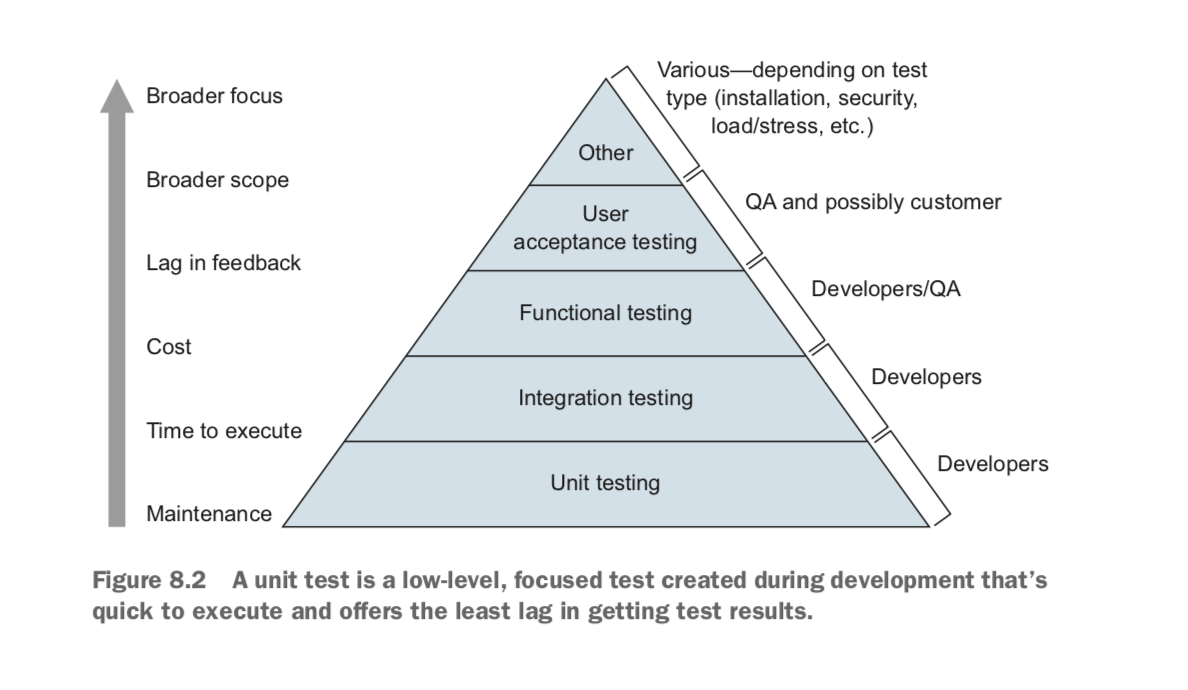 Broader focus
Broader scope
Lag in feedback
Cost
Time to execute
Maintenance
Other
User
acceptance testing
Functional testing
Integration testing
Unit testing
Various—depending on test
type (installation, security,
load/stress, etc.)
QA and possibly customer
Developers/QA
Developers
Developers
Figure 8.2 A unit test is a low-level, focused test created during development that’s
quick to execute and offers the least lag in getting test results.